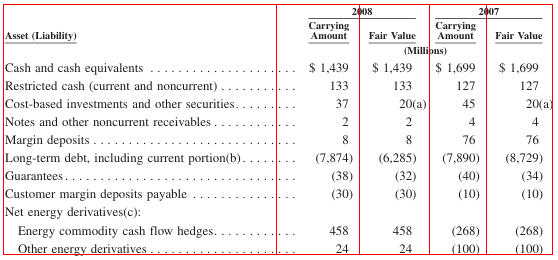 2008 2007
Carrying Carrying
Asset (Liability) Amount Fair Value Amount Fair Value
(Millions)
Cash and cash equivalents . . . . . . . . . . . . . . . . . . . . . . $ 1,439 $ 1,439 $ 1,699 $ 1,699
Restricted cash (current and noncurrent) . . . . . . . . . . . . 133 133 127 127
Cost-based investments and other securities. . . . . . . . . . 37 20(a) 45 20(a)
Notes and other noncurrent receivables . . . . . . . . . . . . . 2 2 4 4
Margin deposits . . . . . . . . . . . . . . . . . . . . . . . . . . . . . . 8 8 76 76
Long-term debt, including current portion(b). . . . . . . . . (7,874) (6,285) (7,890) (8,729)
Guarantees . . . . . . . . . . . . . . . . . . . . . . . . . . . . . . . . . . (38) (32) (40) (34)
Customer margin deposits payable . . . . . . . . . . . . . . . . (30) (30) (10) (10)
Net energy derivatives(c):
Energy commodity cash flow hedges. . . . . . . . . . . . . 458 458 (268) (268)
Other energy derivatives . . . . . . . . . . . . . . . . . . . . . . 24 24 (100) (100)